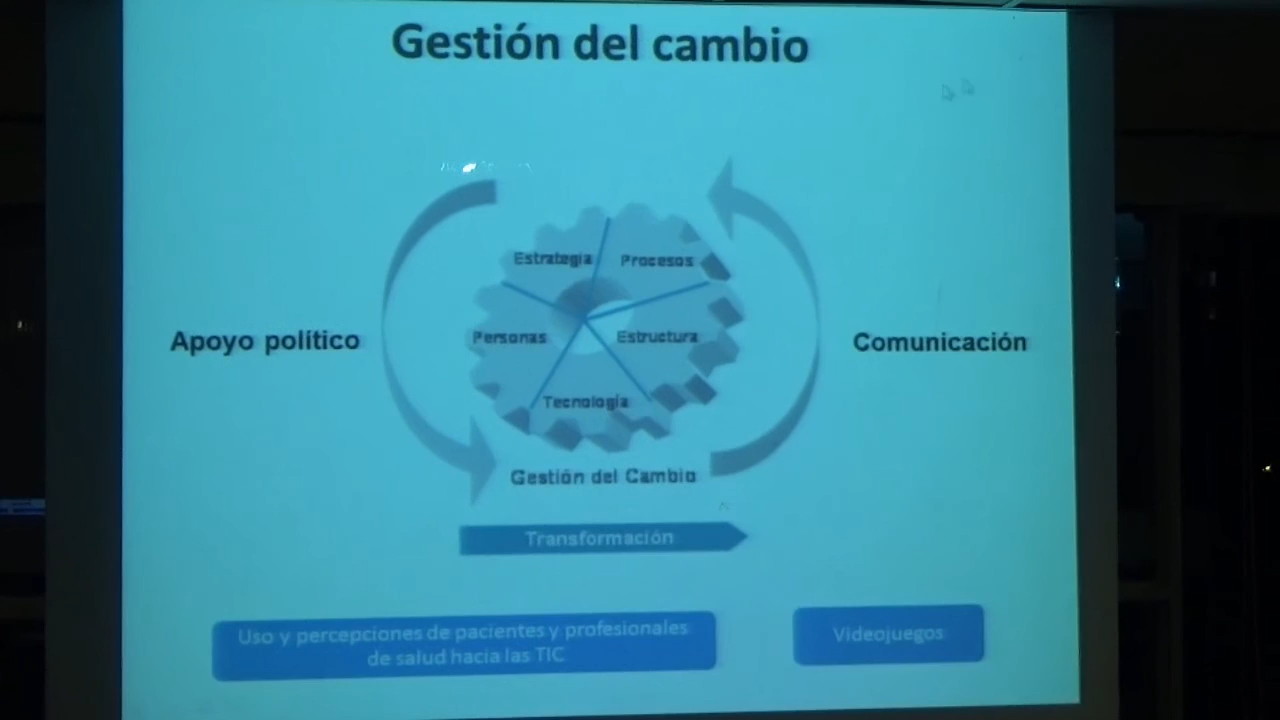 Gestión del cambio
Estrategia
Procesos
Apoyo político
Personas
Estructura
Comunicación
Tecnología
Gestión del Cambio
Transformación
Uso y percepciones de pacientes y profesionales
de salud hacia las TIC
Videojuegos